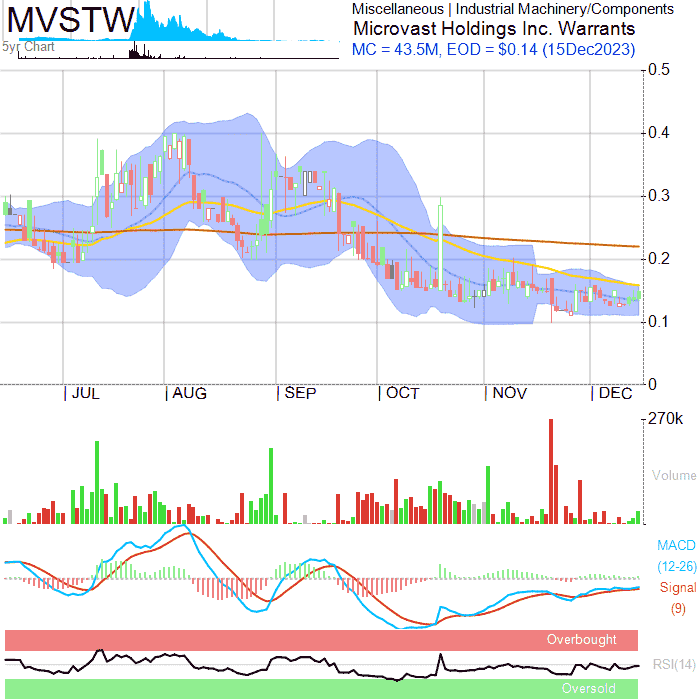 MVSTW
5yr Chart
Miscellaneous | Industrial Machinery/Components
Microvast Holdings Inc. Warrants
MC = 43.5M, EOD = $0.14 (15Dec2023)
0.5
0.4
0.3
0.2
0.1
0
| JUL
| AUG
| SEP
| OCT
| NOV
| DEC
270k
Volume
MACD
(12-26)
Signal
(9)
Overbought
RSI(14)
Oversold